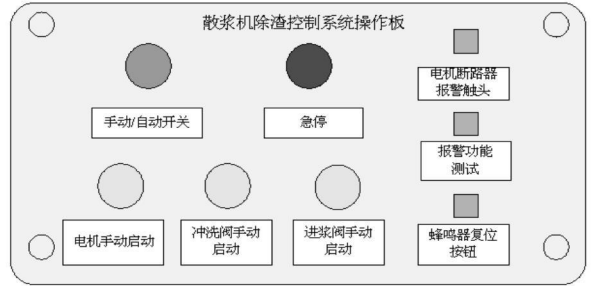 散浆机除渣控制系统操作板
电机断路器
报警触头
手动/自动开关
急停
报警功能
测试
电机手动启动
冲洗阀手动
启动
进浆阀手动
启动
蜂鸣器复位
按钮